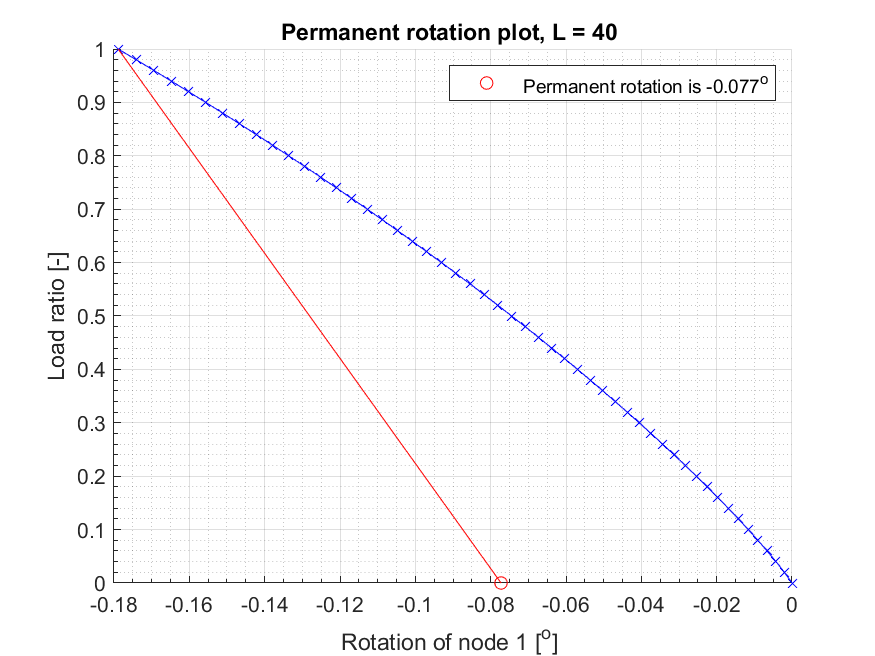 Permanent rotation plot, L = 40
Permanent rotation is -0.077°
Load ratio [-]
1
0.9
0.8
0.7
0.6
0.5
0.4
0.3
0.2
0.1
0
-0.18 -0.16 -0.14 -0.12 -0.1 -0.08 -0.06 -0.04 -0.02 0
Rotation of node 1 [°]